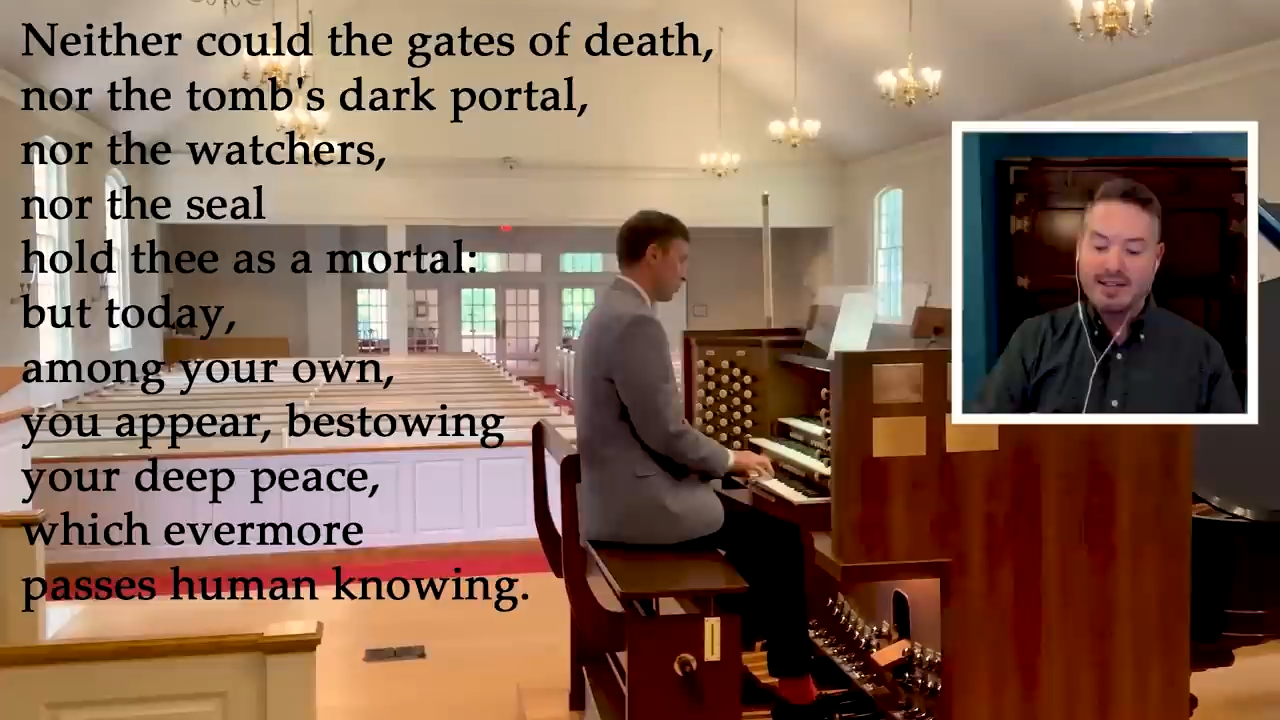 Neither could the gates of death,
nor the tomb's dark portal,
nor the watchers,
nor the seal
hold thee as a mortal:
but today,
among your own,
you appear, bestowing
your deep peace,
which evermore
passes human knowing.